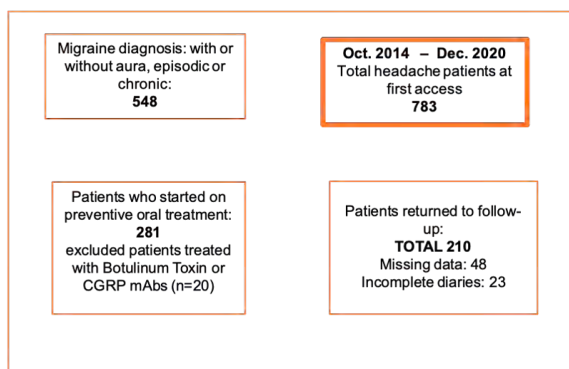 Migraine diagnosis: with or
without aura, episodic or
chronic:
548
Oct. 2014 – Dec. 2020
Total headache patients at
first access
783
Patients who started on
preventive oral treatment:
281
excluded patients treated
with Botulinum Toxin or
CGRP mAbs (n=20)
Patients returned to follow-
up:
TOTAL 210
Missing data: 48
Incomplete diaries: 23